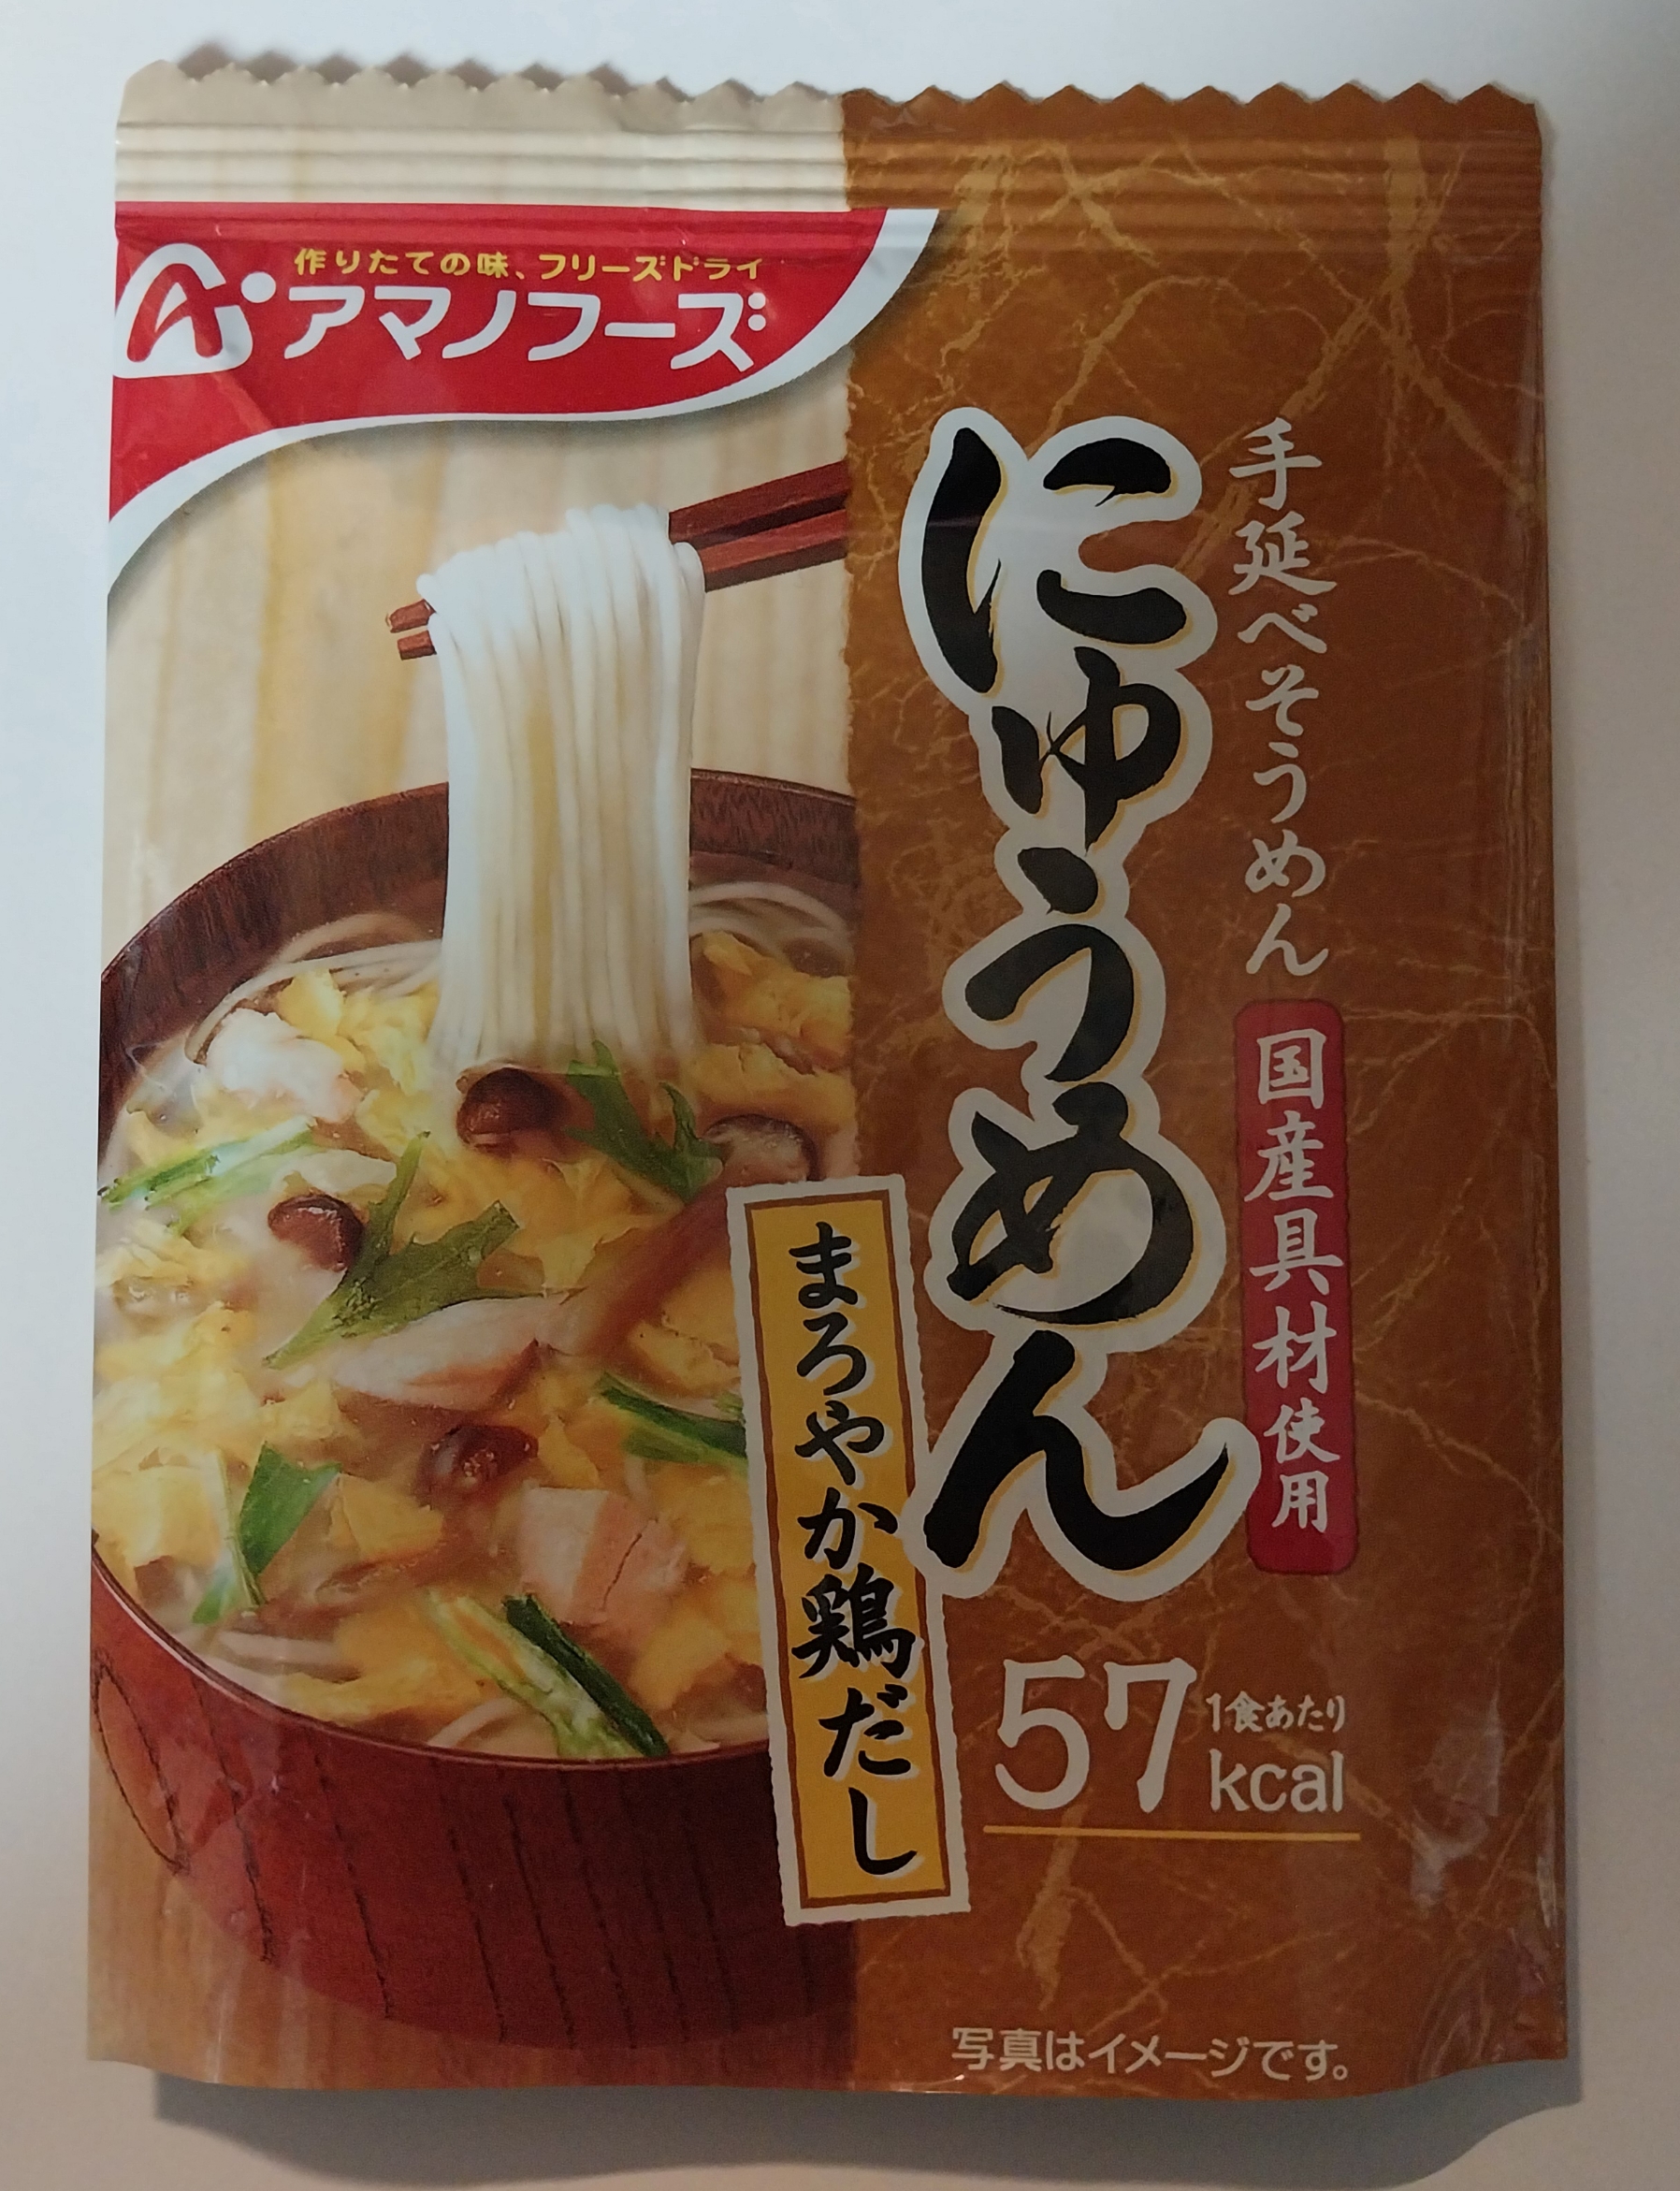 作りたての味、フリーズドライ
アマノフーズ
手延べそうめん
国産具材使用
にゅうめん
まろやか鶏だし
57
1食あたり
kcal
写真はイメージです。